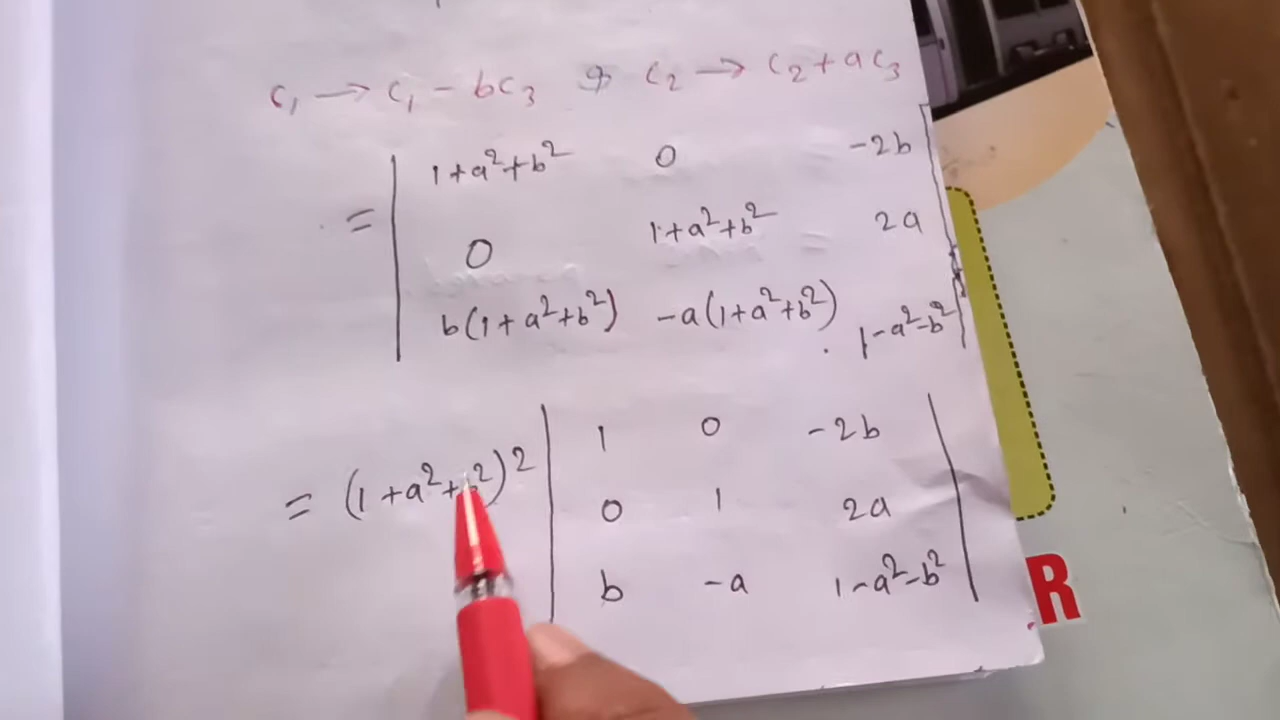 C₁ → C₁ - bC₃ & C₂ → C₂ + aC₃
= | 1+a²+b² 0 -2b |
| 0 1+a²+b² 2a |
| b(1+a²+b²) -a(1+a²+b²) 1-a²-b² |
= (1+a²+b²)² | 1 0 -2b |
| 0 1 2a |
| b -a 1-a²-b² |
R